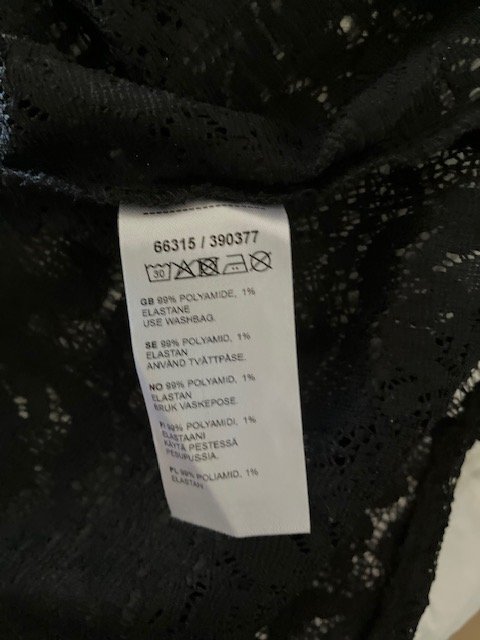 66315 / 390377
30
GB 99% POLYAMIDE, 1%
ELASTANE
USE WASHBAG.
SE 99% POLYAMID, 1%
ELASTAN
ANVÄND TVÄTTPÅSE.
NO 99% POLYAMID, 1%
ELASTAN
BRUK VASKEPOSE.
FI 99% POLYAMIDI, 1%
ELASTAANI
KÄYTÄ PESTESSÄ
PESUPUSSIA.
PL 99% POLIAMID, 1%
ELASTAN